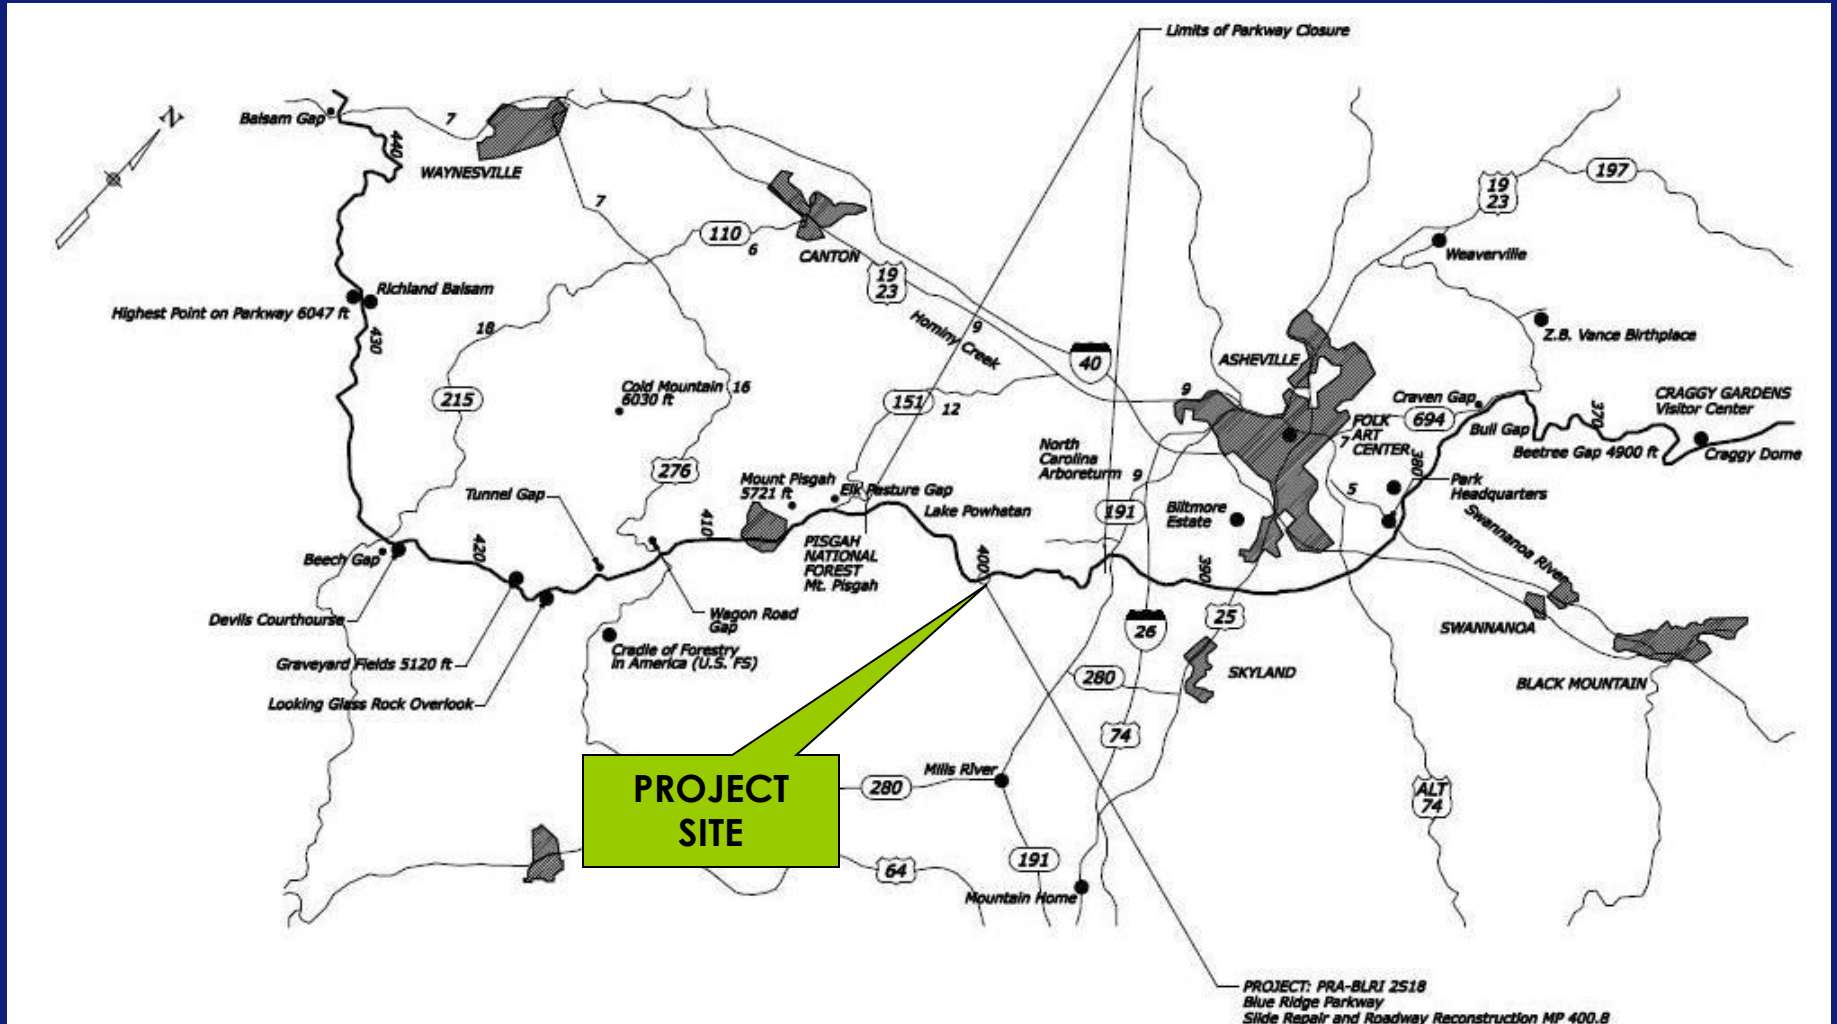 Limits of Parkway Closure
N
Balsam Gap
7
440
WAYNESVILLE
7
110
6
CANTON
19
23
19
23
197
Weaverville
Richland Balsam
Highest Point on Parkway 6047 ft
430
18
Hominy Creek
9
40
Z.B. Vance Birthplace
ASHEVILLE
Cold Mountain
6030 ft
16
215
151
12
9
Craven Gap
694
370
CRAGGY GARDENS
Visitor Center
FOLK
ART
CENTER
7
Bull Gap
Beetree Gap 4900 ft
Craggy Dome
380
North
Carolina
Arboreturm
9
276
Mount Pisgah
5721 ft
Elk Pasture Gap
Tunnel Gap
Lake Powhatan
191
Biltmore
Estate
5
Park
Headquarters
Swannanoa River
410
420
Beech Gap
PISGAH
NATIONAL
FOREST
Mt. Pisgah
400
390
Devils Courthourse
Wagon Road
Gap
26
25
SWANNANOA
Graveyard Fields 5120 ft
Cradle of Forestry
in America (U.S. FS)
280
SKYLAND
BLACK MOUNTAIN
Looking Glass Rock Overlook
74
PROJECT
SITE
Mills River
280
ALT
74
64
191
Mountain Home
PROJECT: PRA-BLRI 2S18
Blue Ridge Parkway
Slide Repair and Roadway Reconstruction MP 400.8